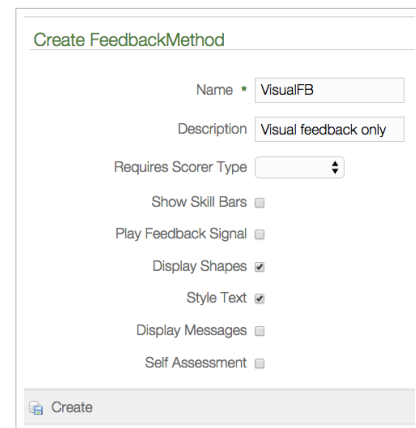 Create FeedbackMethod
Name * VisualFB
Description Visual feedback only
Requires Scorer Type
Show Skill Bars
Play Feedback Signal
Display Shapes
Style Text
Display Messages
Self Assessment
Create